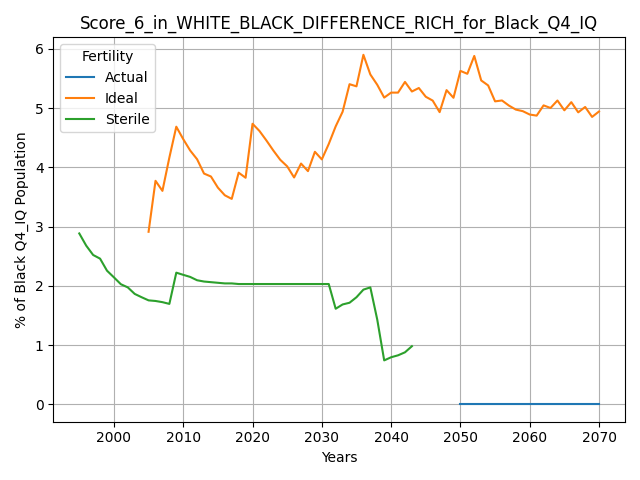 Score_6_in_WHITE_BLACK_DIFFERENCE_RICH_for_Black_Q4_IQ
Fertility
Actual
Ideal
Sterile
% of Black Q4_IQ Population
6
5
4
3
2
1
0
2000 2010 2020 2030 2040 2050 2060 2070
Years